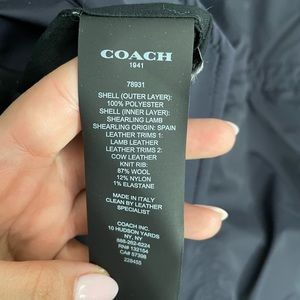 COACH
1941
78931
SHELL (OUTER LAYER):
100% POLYESTER
SHELL (INNER LAYER):
SHEARLING LAMB
SHEARLING ORIGIN: SPAIN
LEATHER TRIMS 1:
LAMB LEATHER
LEATHER TRIMS 2:
COW LEATHER
KNIT RIB:
87% WOOL
12% NYLON
1% ELASTANE
MADE IN ITALY
CLEAN BY LEATHER
SPECIALIST
COACH INC.
10 HUDSON YARDS
NY, NY
888-262-6224
RN# 132154
CA# 57398
228455